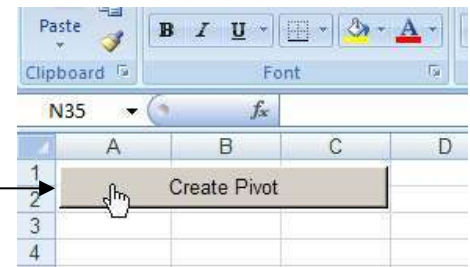 Paste
B I U A
Clipboard Font
N35 fx
A B C D
1
Create Pivot
2
3
4